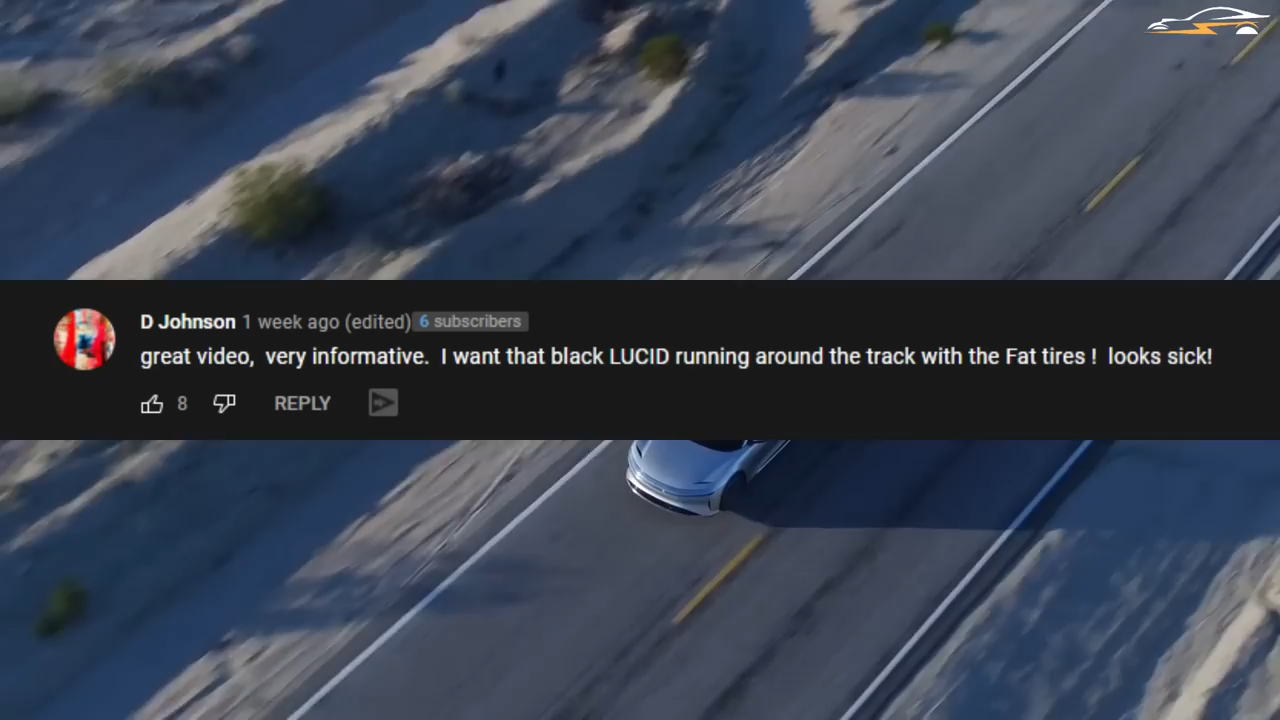 D Johnson 1 week ago (edited) 6 subscribers
great video,  very informative.  I want that black LUCID running around the track with the Fat tires !  looks sick!
8 REPLY